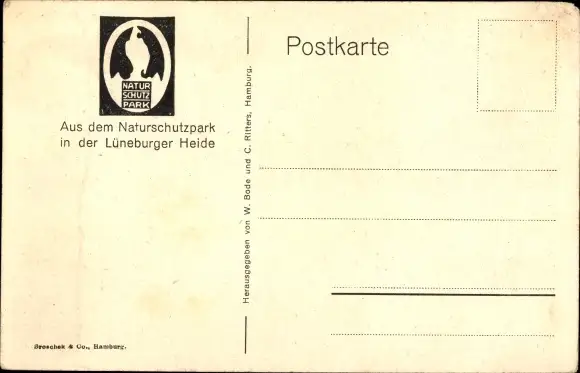 NATUR
SCHUTZ
PARK
Aus dem Naturschutzpark
in der Lüneburger Heide
Broschek & Co., Hamburg.
Herausgegeben von W. Bode und C. Ritters, Hamburg.
Postkarte